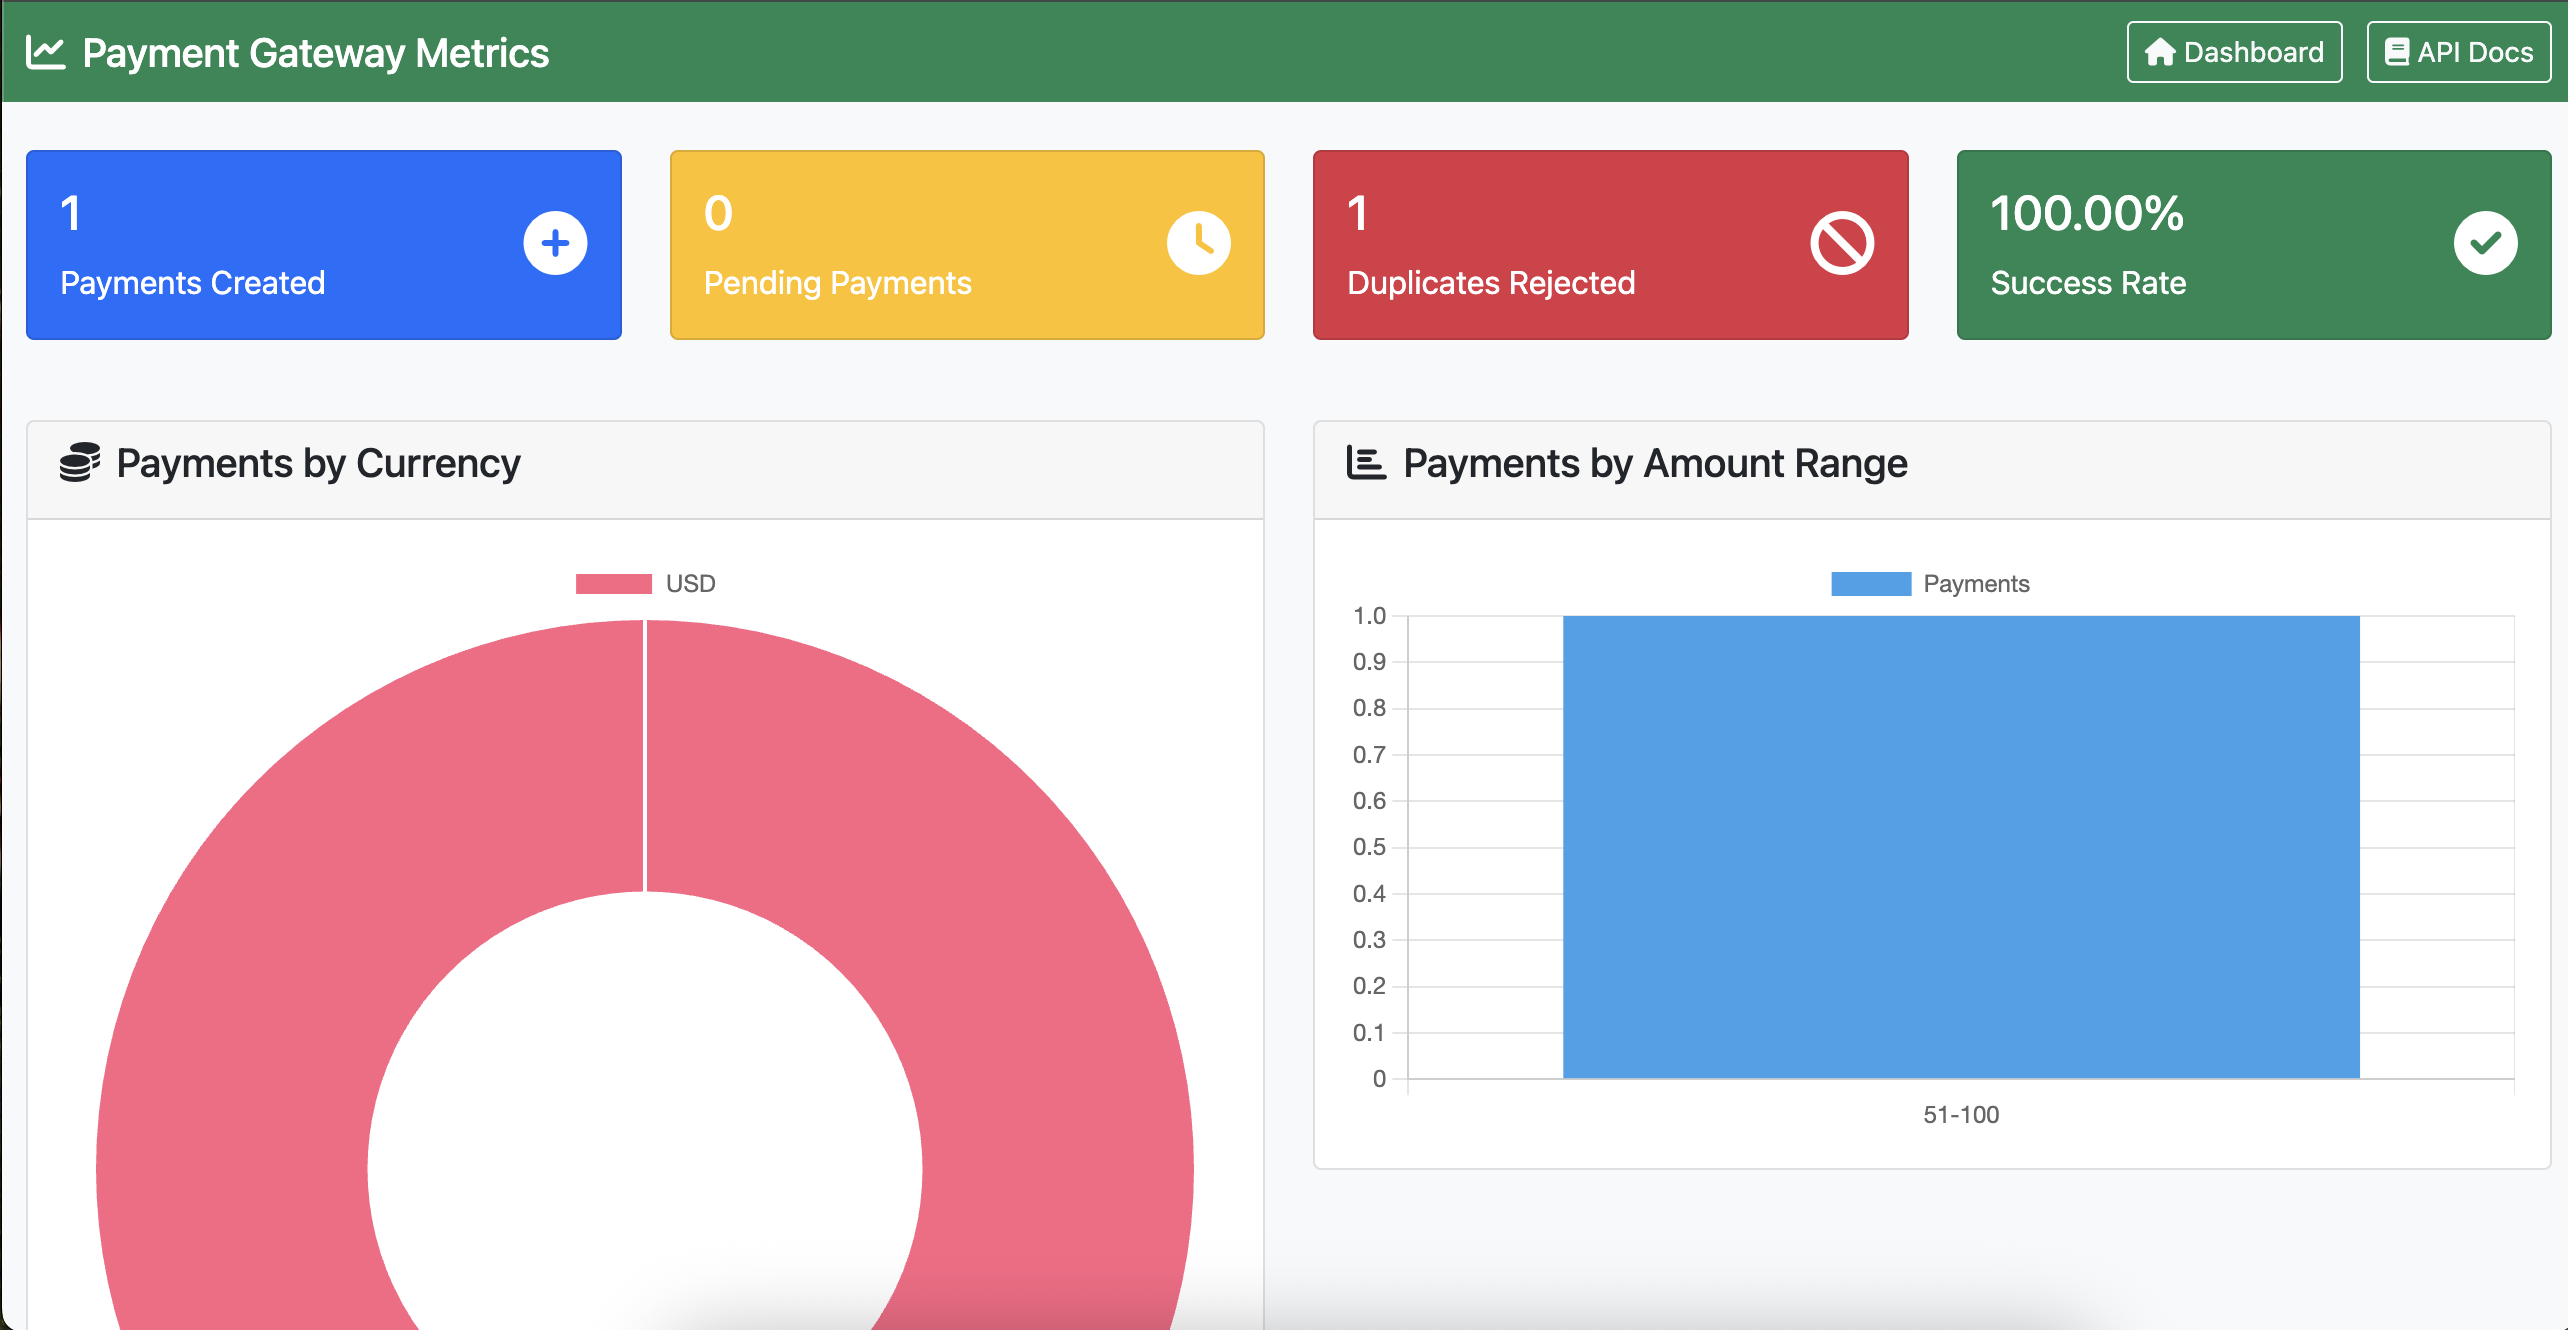 Payment Gateway Metrics
Dashboard
API Docs
1
Payments Created
0
Pending Payments
1
Duplicates Rejected
100.00%
Success Rate
Payments by Currency
USD
Payments by Amount Range
Payments
1.0
0.9
0.8
0.7
0.6
0.5
0.4
0.3
0.2
0.1
0
51-100